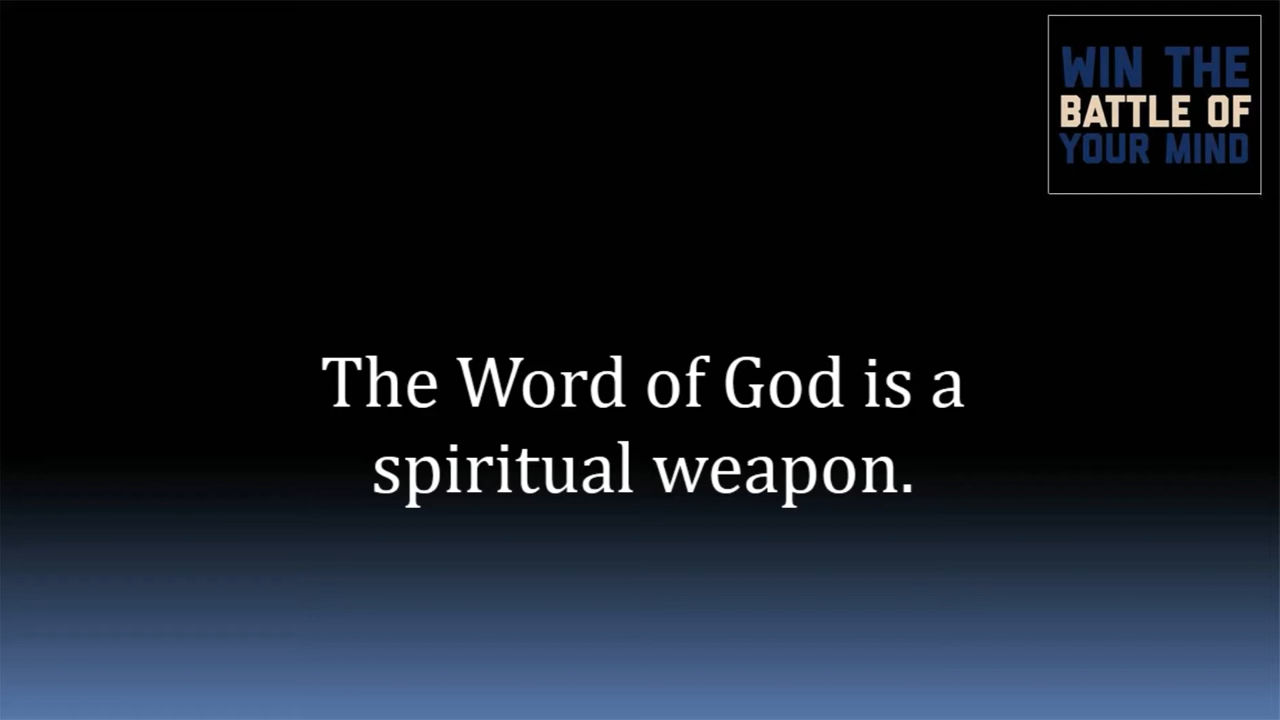 WIN THE
BATTLE OF
YOUR MIND
The Word of God is a
spiritual weapon.